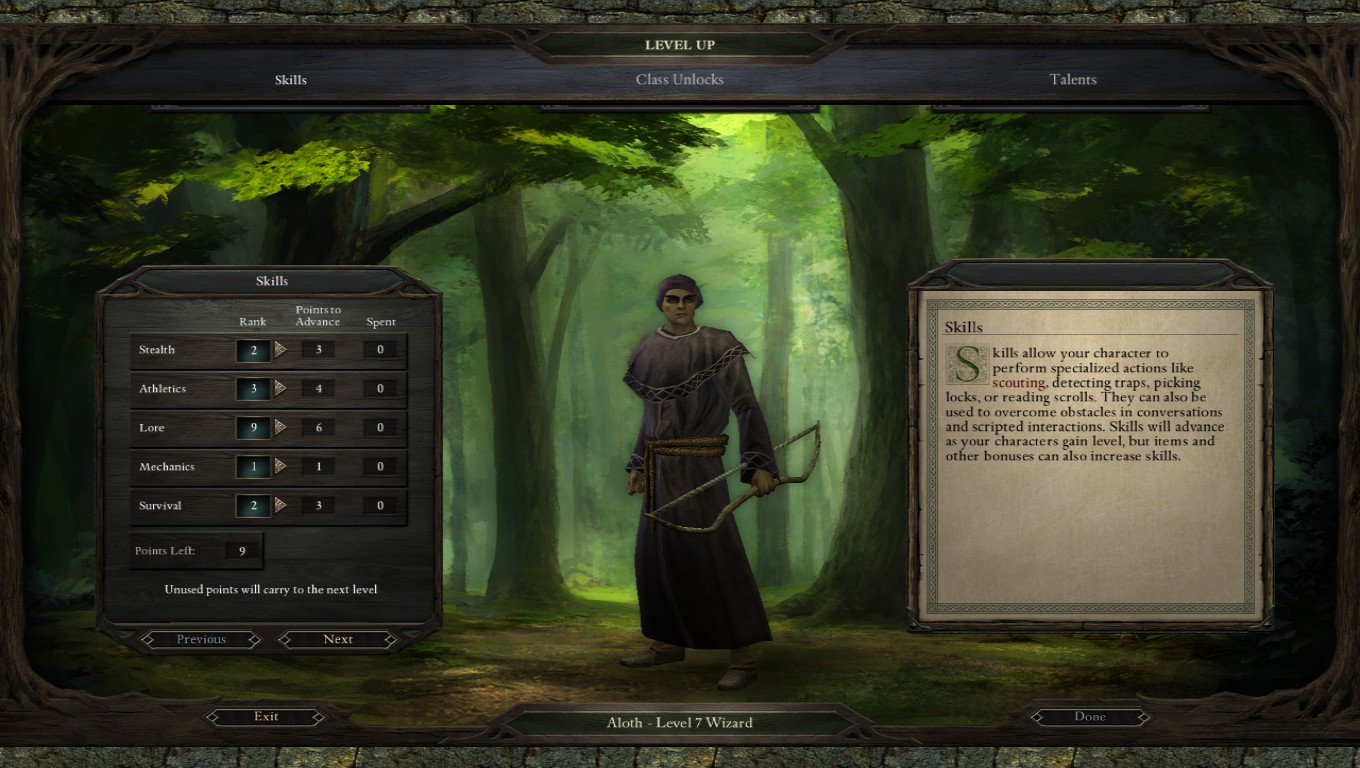 LEVEL UP
Skills
Class Unlocks
Talents
Skills
Rank
Points to
Advance
Spent
Stealth 2 3 0
Athletics 3 4 0
Lore 9 6 0
Mechanics 1 1 0
Survival 2 3 0
Points Left: 9
Unused points will carry to the next level
Previous
Next
Skills
Skills allow your character to
perform specialized actions like
scouting, detecting traps, picking
locks, or reading scrolls. They can also be
used to overcome obstacles in conversations
and scripted interactions. Skills will advance
as your characters gain level, but items and
other bonuses can also increase skills.
Exit
Aloth - Level 7 Wizard
Done